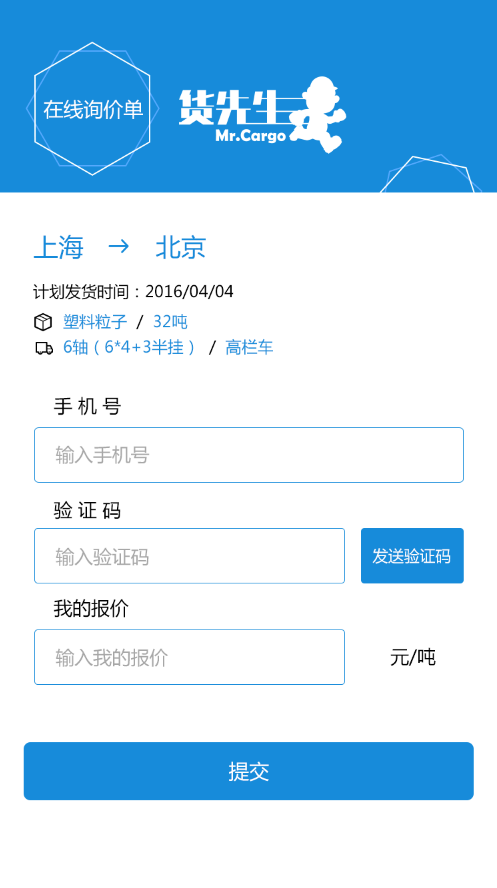 在线询价单
货先生
Mr.Cargo
上海 → 北京
计划发货时间：2016/04/04
塑料粒子 / 32吨
6轴（6*4+3半挂） / 高栏车
手机号
输入手机号
验证码
输入验证码 发送验证码
我的报价
输入我的报价 元/吨
提交